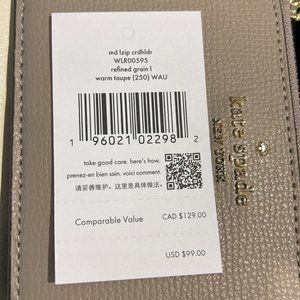 md lzip crdhldr
WLR00595
refined grain l
warm taupe (250) WAU
1 96021 02298 2
take good care. here's how.
prenez-en bien soin. voici comment.
请妥善维护。这里是具体做法。
Comparable Value
CAD $129.00
USD $99.00
kate spade
NEW YORK